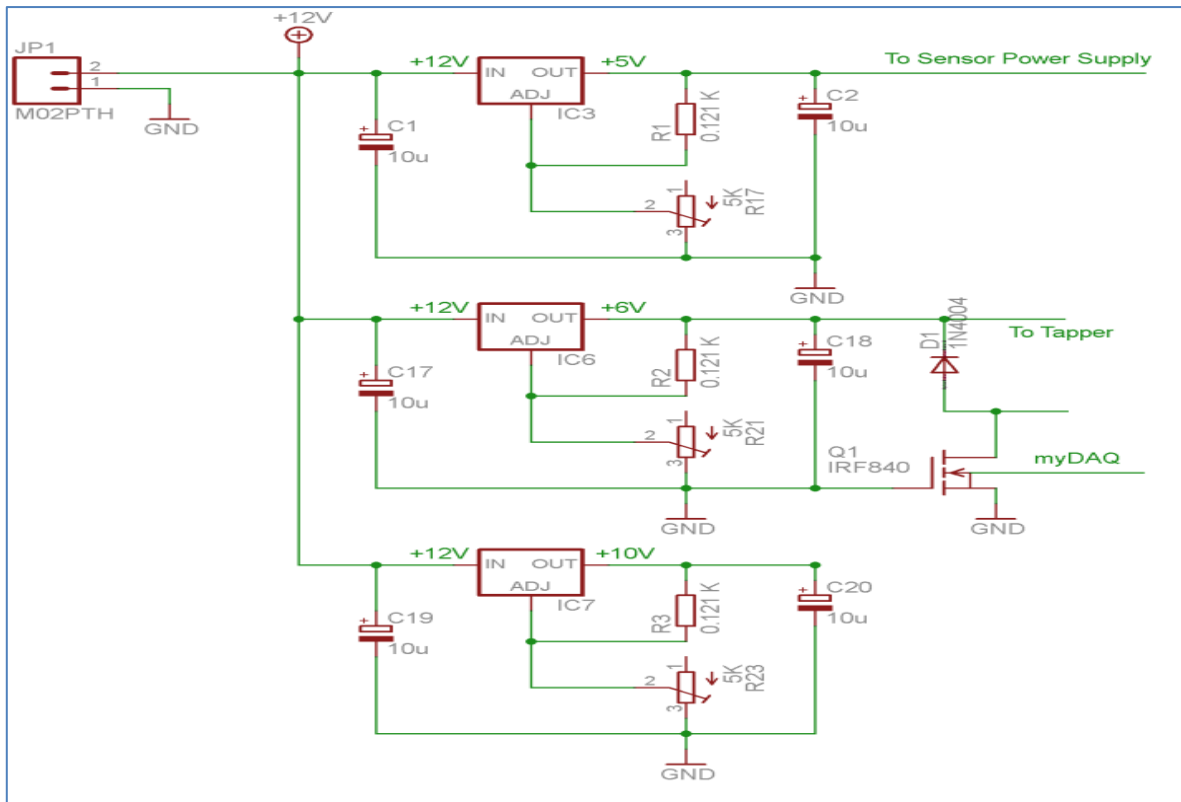 +12V
JP1
2
1
M02PTH
GND
+12V
IN
OUT
ADJ
IC3
+5V
To Sensor Power Supply
C1
10u
R1
0.121 K
C2
10u
1
2
3
5K
R17
GND
+12V
IN
OUT
ADJ
IC6
+6V
To Tapper
C17
10u
R2
0.121 K
C18
10u
D1
1N4004
1
2
3
5K
R21
Q1
IRF840
myDAQ
GND
GND
+12V
IN
OUT
ADJ
IC7
+10V
C19
10u
R3
0.121 K
C20
10u
1
2
3
5K
R23
GND